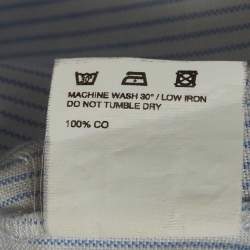 MACHINE WASH 30° / LOW IRON
DO NOT TUMBLE DRY
100% CO